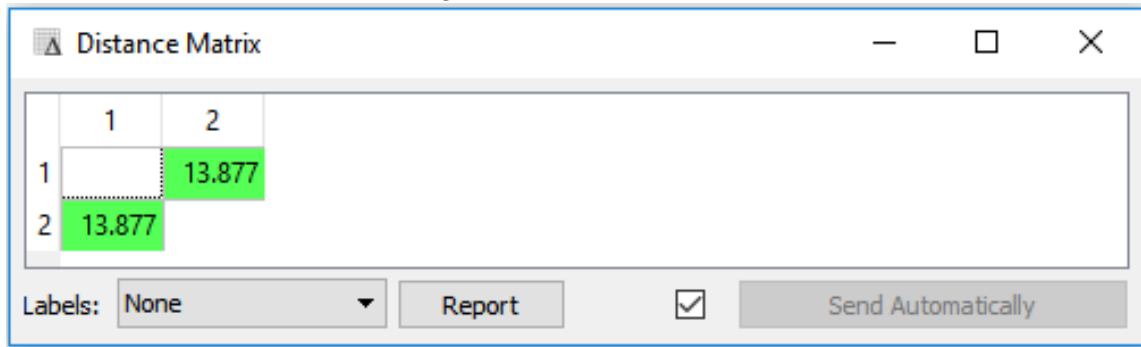 Distance Matrix
1 2
1 13.877
2 13.877
Labels: None Report Send Automatically